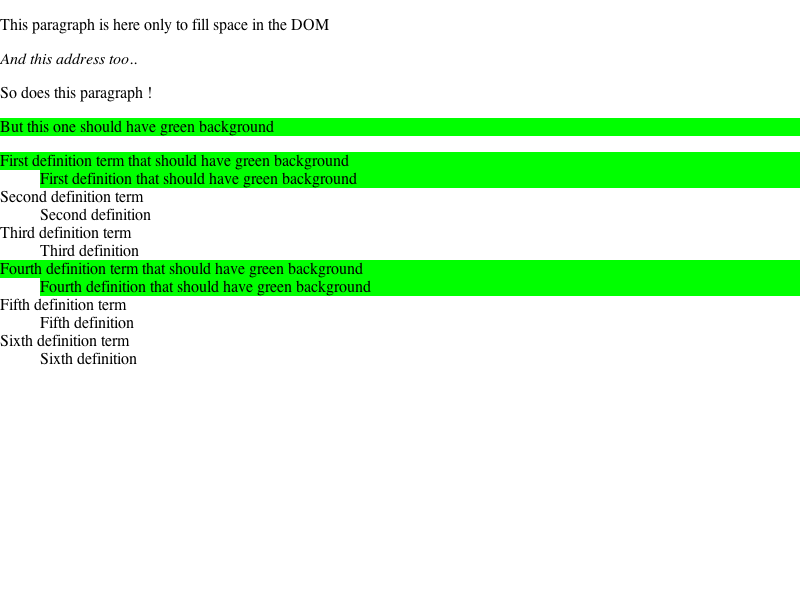 This paragraph is here only to fill space in the DOM
And this address too..
So does this paragraph !
But this one should have green background
First definition term that should have green background
First definition that should have green background
Second definition term
Second definition
Third definition term
Third definition
Fourth definition term that should have green background
Fourth definition that should have green background
Fifth definition term
Fifth definition
Sixth definition term
Sixth definition